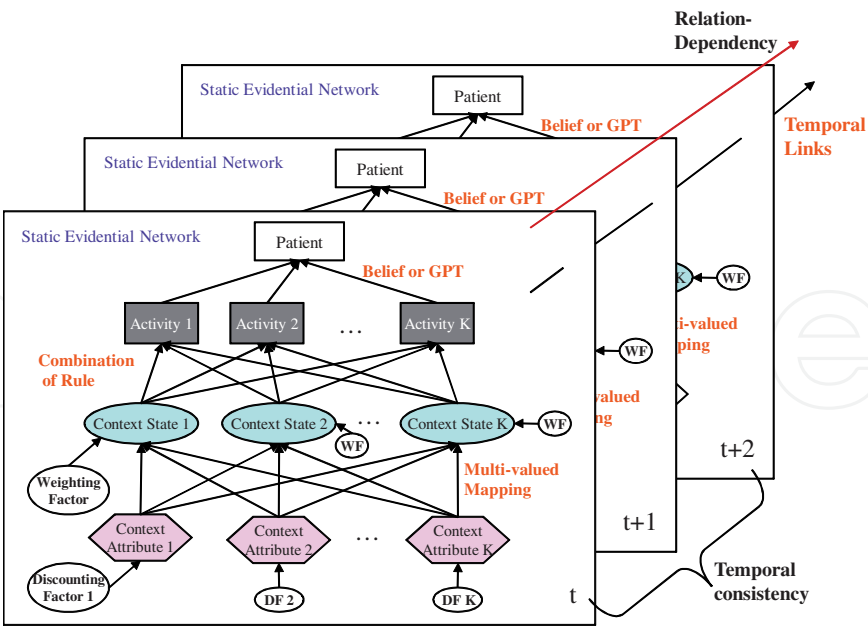 Relation-
Dependency
Static Evidential Network
Patient
Belief or GPT
Temporal
Links
Static Evidential Network
Patient
Belief or GPT
Static Evidential Network
Patient
Belief or GPT
Activity 1
Activity 2
...
Activity K
Combination
of Rule
Context State 1
Context State 2
...
Context State K
WF
WF
Weighting
Factor
Multi-valued
Mapping
Context
Attribute 1
Context
Attribute 2
...
Context
Attribute K
Discounting
Factor 1
DF 2
DF K
t
WF
t+1
K
WF
t+2
Temporal
consistency